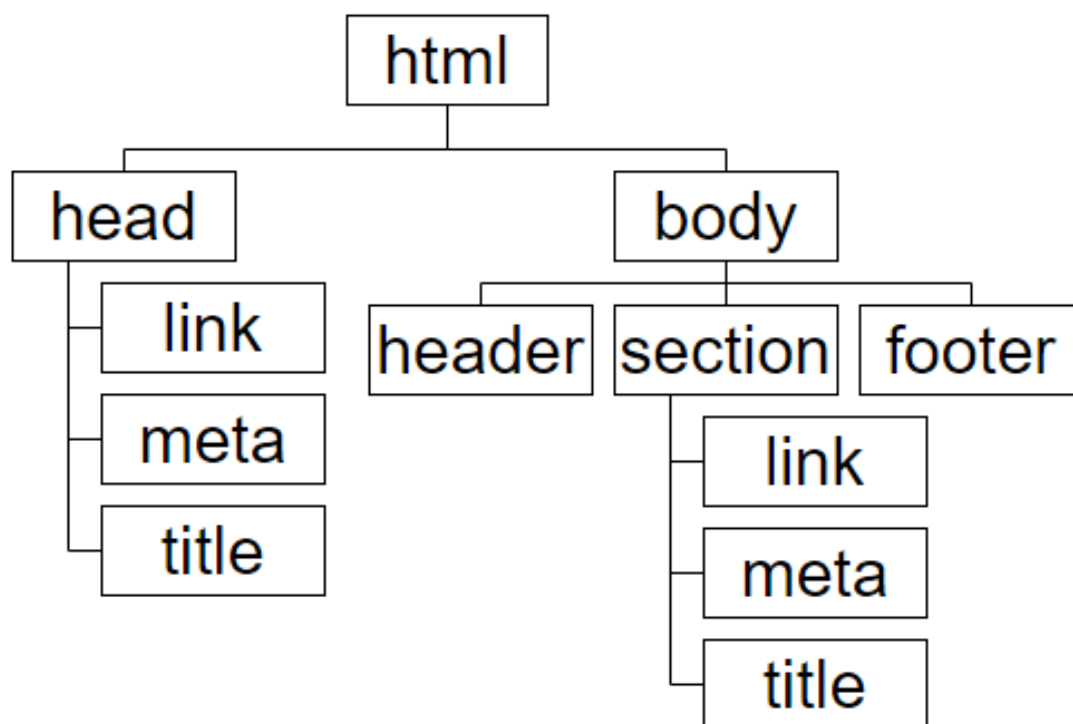 html
head
body
link
meta
title
header
section
footer
link
meta
title